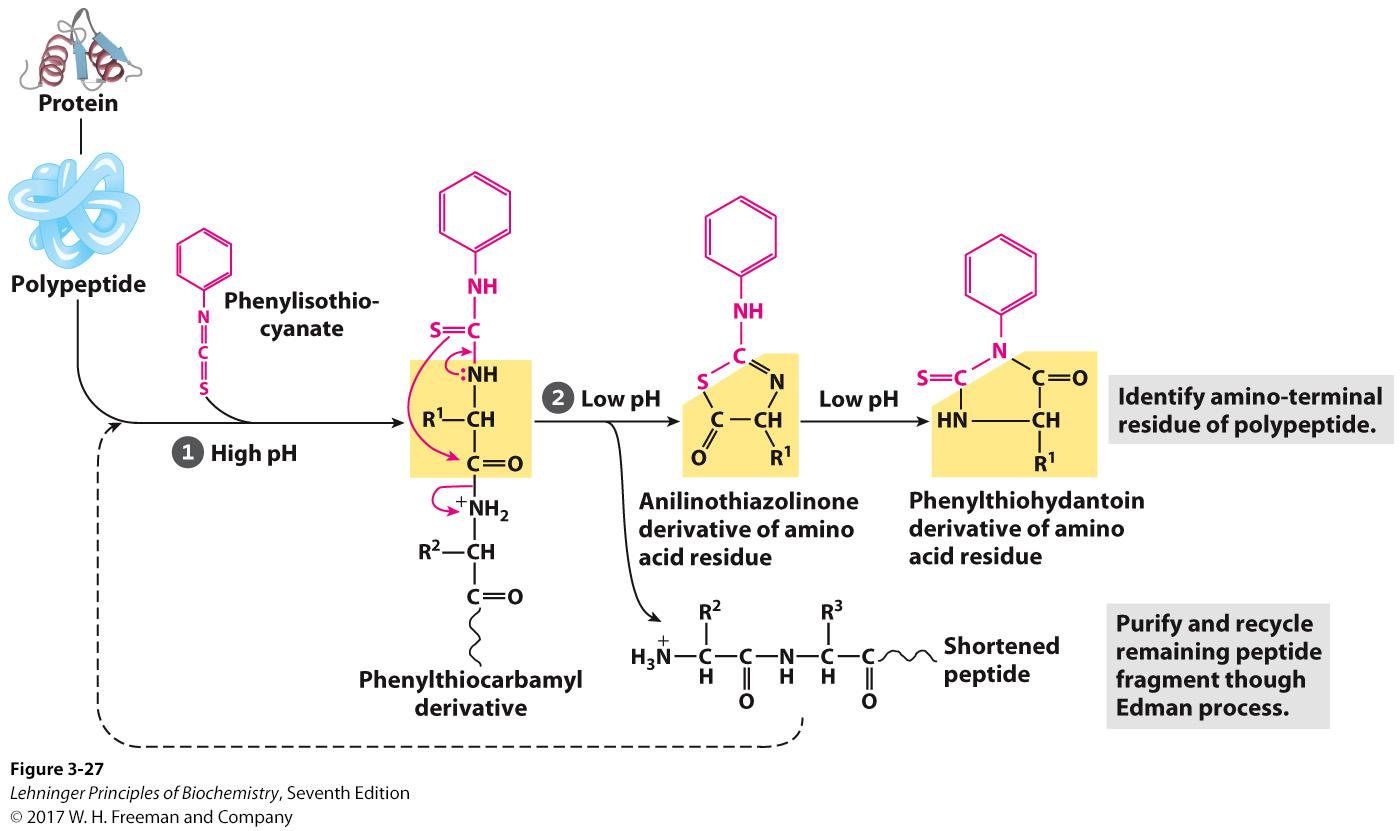 Protein
Polypeptide
N
C
S
Phenylisothio-
cyanate
1 High pH
NH
S=C
:NH
R¹—CH
C=O
⁺NH₂
R²—CH
C=O
Phenylthiocarbamyl
derivative
2 Low pH
NH
C
S
N
C—CH
O
R¹
Anilinothiazolinone
derivative of amino
acid residue
Low pH
N
S=C
C=O
HN
CH
R¹
Phenylthiohydantoin
derivative of amino
acid residue
Identify amino-terminal
residue of polypeptide.
R² R³
H₃N⁺—C—C—N—C—C
H H H
O O
Shortened
peptide
Purify and recycle
remaining peptide
fragment though
Edman process.
Figure 3-27
Lehninger Principles of Biochemistry, Seventh Edition
© 2017 W. H. Freeman and Company